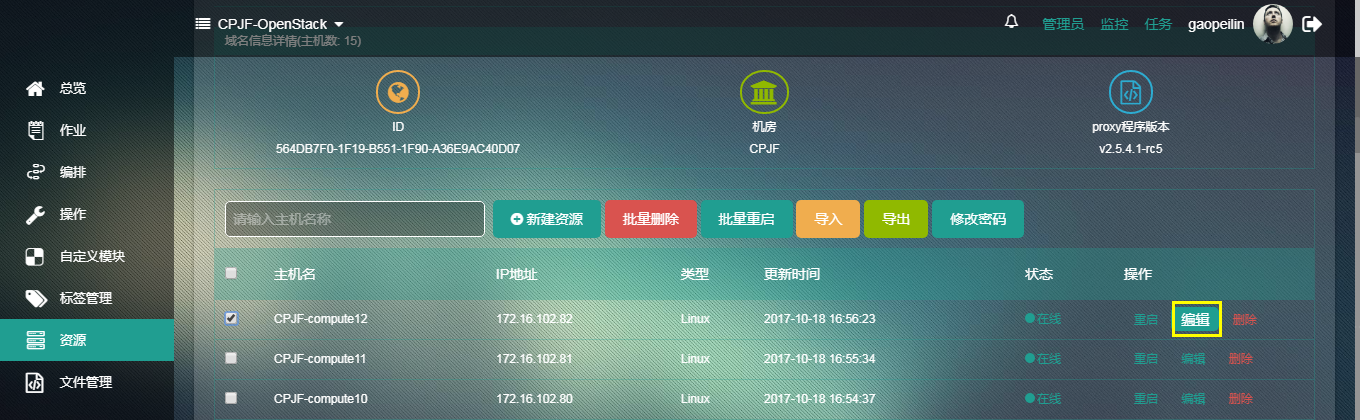 CPJF-OpenStack 管理员 监控 任务 gaopeilin
域名信息详情(主机数: 15)
总览
作业
编排
操作
自定义模块
标签管理
资源
文件管理
ID 机房 proxy程序版本
564DB7F0-1F19-B551-1F90-A36E9AC40D07 CPJF v2.5.4.1-rc5
请输入主机名称 新建资源 批量删除 批量重启 导入 导出 修改密码
主机名 IP地址 类型 更新时间 状态 操作
CPJF-compute12 172.16.102.82 Linux 2017-10-18 16:56:23 在线 重启 编辑 删除
CPJF-compute11 172.16.102.81 Linux 2017-10-18 16:55:34 在线 重启 编辑 删除
CPJF-compute10 172.16.102.80 Linux 2017-10-18 16:54:37 在线 重启 编辑 删除